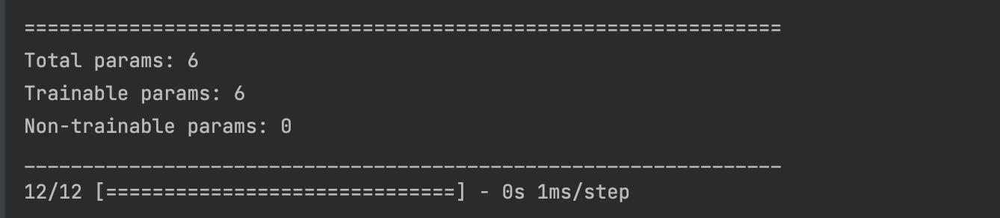 =================================================================
Total params: 6
Trainable params: 6
Non-trainable params: 0
_________________________________________________________________
12/12 [==============================] - 0s 1ms/step